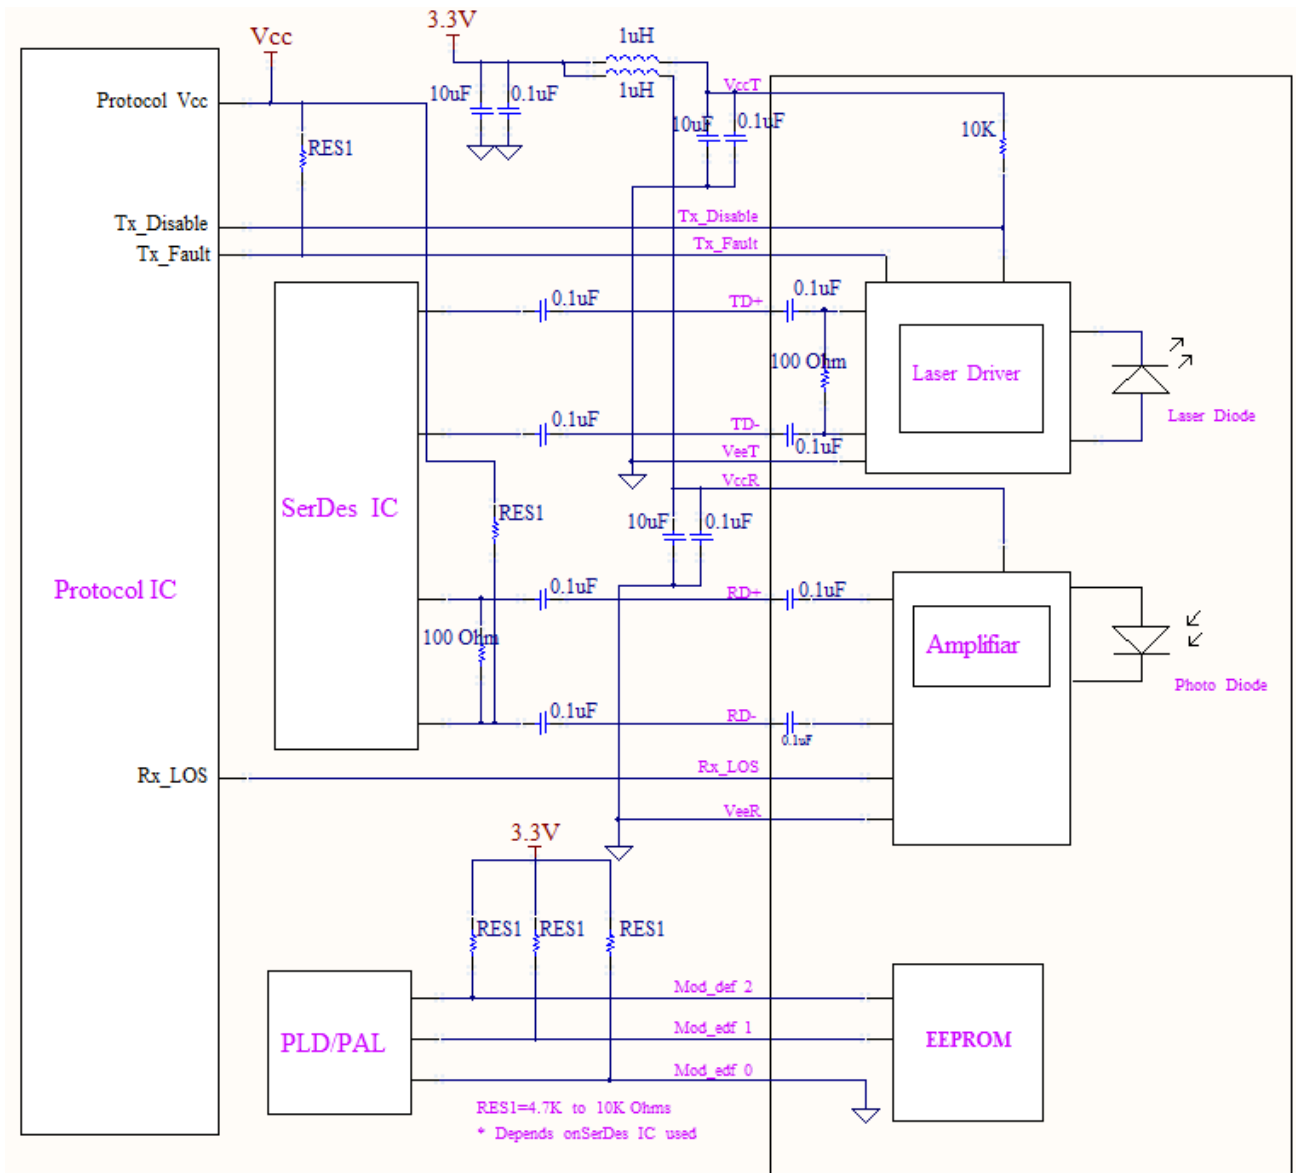 3.3V
1uH
Vcc
1uH
VccT
Protocol Vcc
10uF
0.1uF
10uF
0.1uF
10K
RES1
Tx_Disable
Tx_Disable
Tx_Fault
Tx_Fault
0.1uF
0.1uF
TD+
100 Ohm
Laser Driver
Laser Diode
0.1uF
TD-
0.1uF
VeeT
VccR
SerDes IC
RES1
10uF
0.1uF
Protocol IC
0.1uF
RD+
0.1uF
100 Ohm
Amplifiar
Photo Diode
0.1uF
RD-
0.1uF
Rx_LOS
Rx_LOS
VeeR
3.3V
RES1
RES1
RES1
Mod_def 2
PLD/PAL
Mod_edf 1
EEPROM
Mod_edf 0
RES1=4.7K to 10K Ohms
* Depends onSerDes IC used